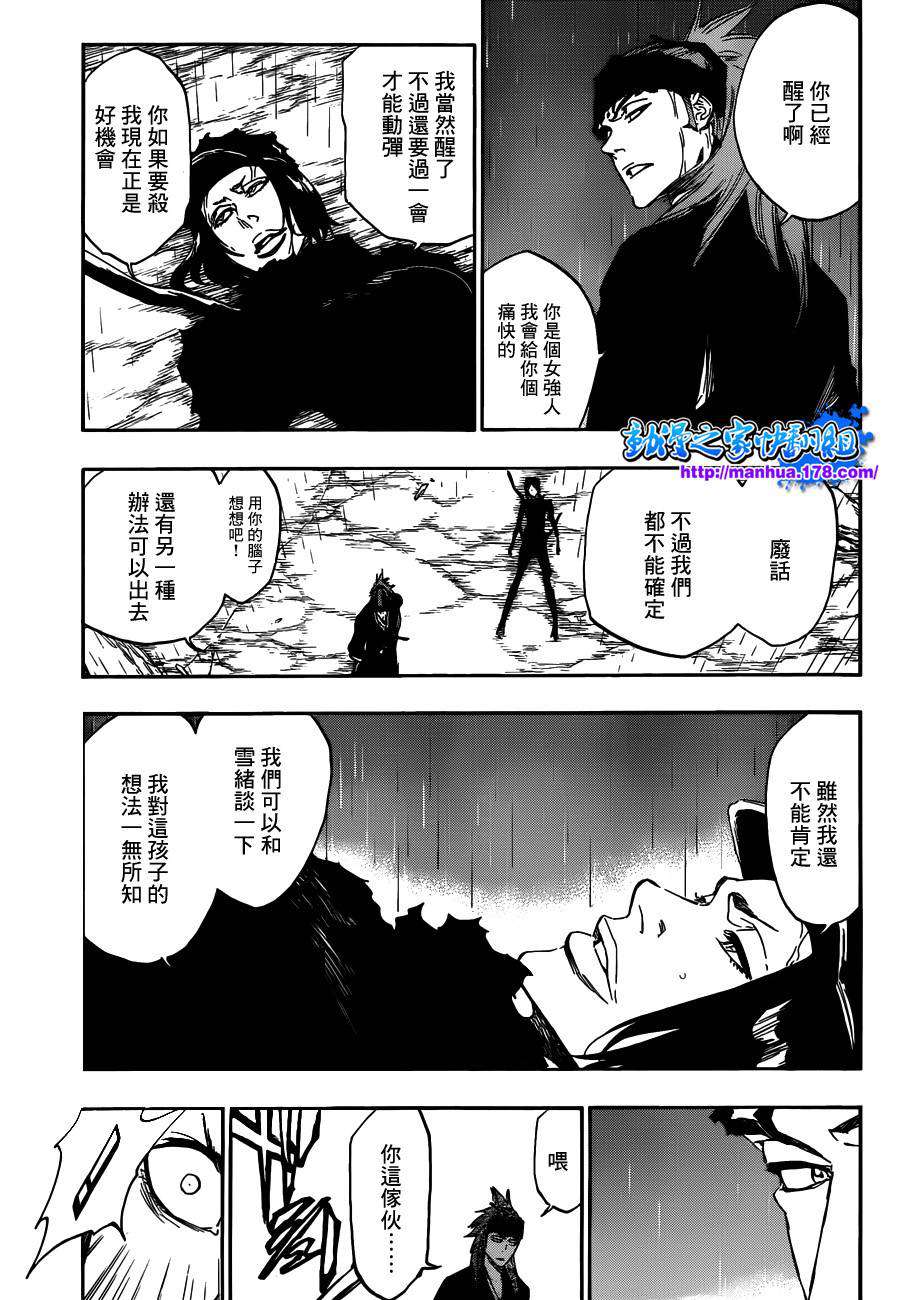 你已經
醒了啊
你是個女強人
我會給你個
痛快的
我當然醒了
不過還要過一會
才能動彈
你如果要殺
我現在正是
好機會
動漫之家快翻組
http://manhua.178.com/
廢話
不過我們
都不能確定
用你的腦子
想想吧!
還有另一種
辦法可以出去
雖然我還
不能肯定
我們可以和
雪緒談一下
我對這孩子的
想法一無所知
喂
你這傢伙……